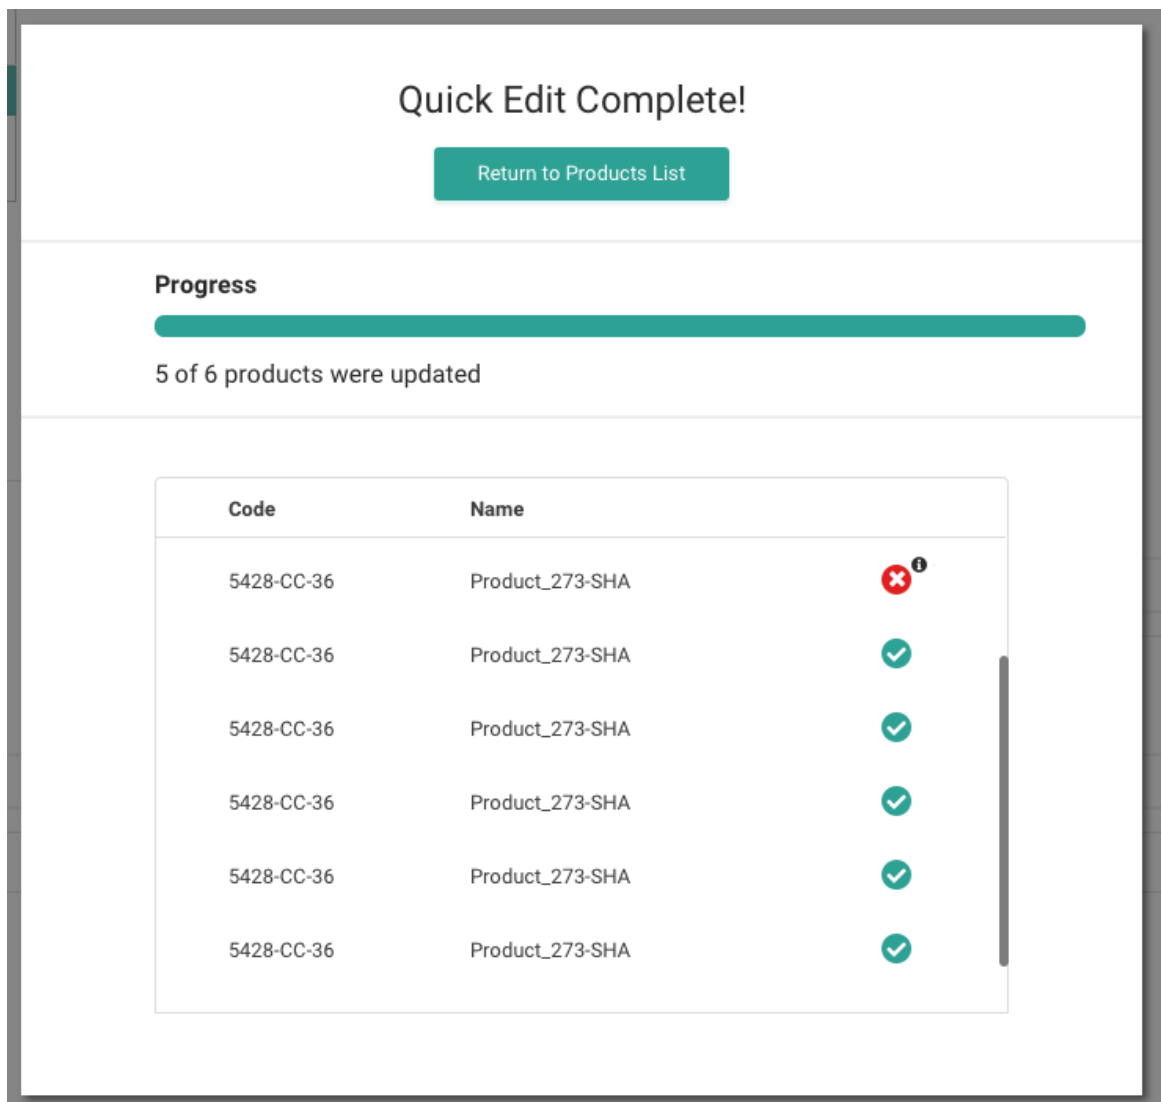 Quick Edit Complete!
Return to Products List
Progress
5 of 6 products were updated
Code Name
5428-CC-36 Product_273-SHA
5428-CC-36 Product_273-SHA
5428-CC-36 Product_273-SHA
5428-CC-36 Product_273-SHA
5428-CC-36 Product_273-SHA
5428-CC-36 Product_273-SHA